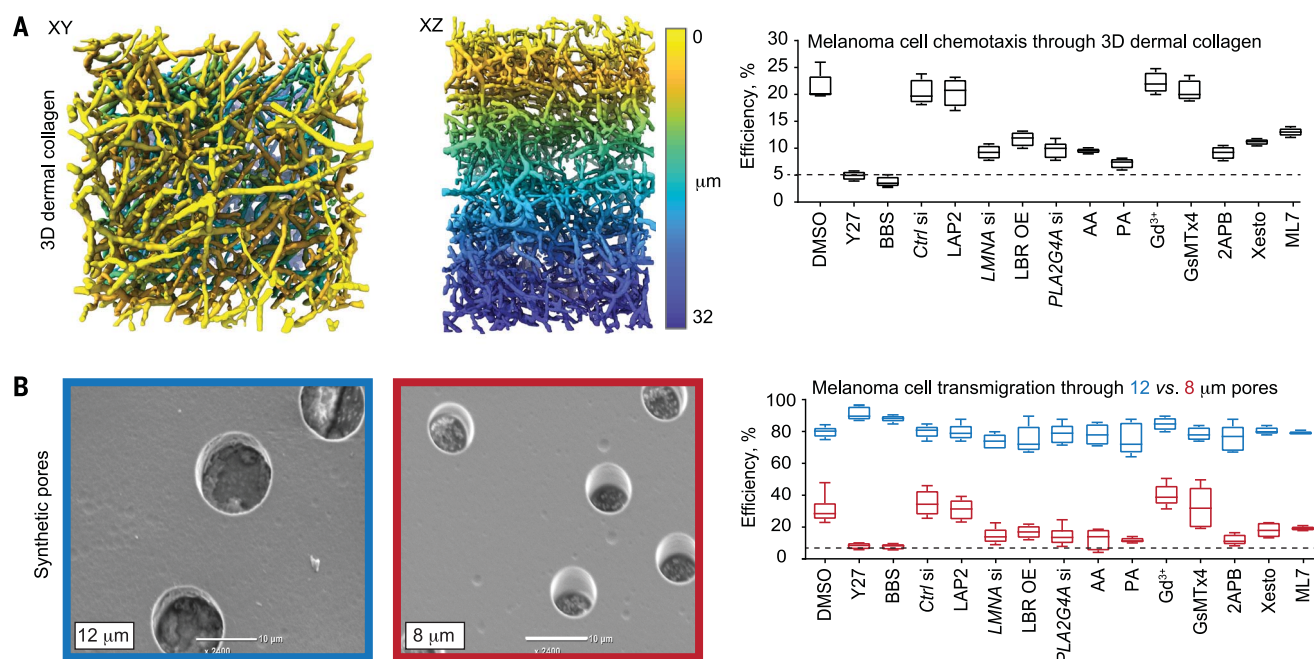 A
XY
XZ
3D dermal collagen
0
μm
32
Melanoma cell chemotaxis through 3D dermal collagen
Efficiency, %
30
25
20
15
10
5
0
DMSO
Y27
BBS
Ctrl si
LAP2
LMNA si
LBR OE
PLA2G4A si
AA
PA
Gd³⁺
GsMTx4
2APB
Xesto
ML7
B
Synthetic pores
12 μm
10 μm
x 2400
8 μm
10 μm
x 2400
Melanoma cell transmigration through 12 vs. 8 μm pores
Efficiency, %
100
80
60
40
20
0
DMSO
Y27
BBS
Ctrl si
LAP2
LMNA si
LBR OE
PLA2G4A si
AA
PA
Gd³⁺
GsMTx4
2APB
Xesto
ML7